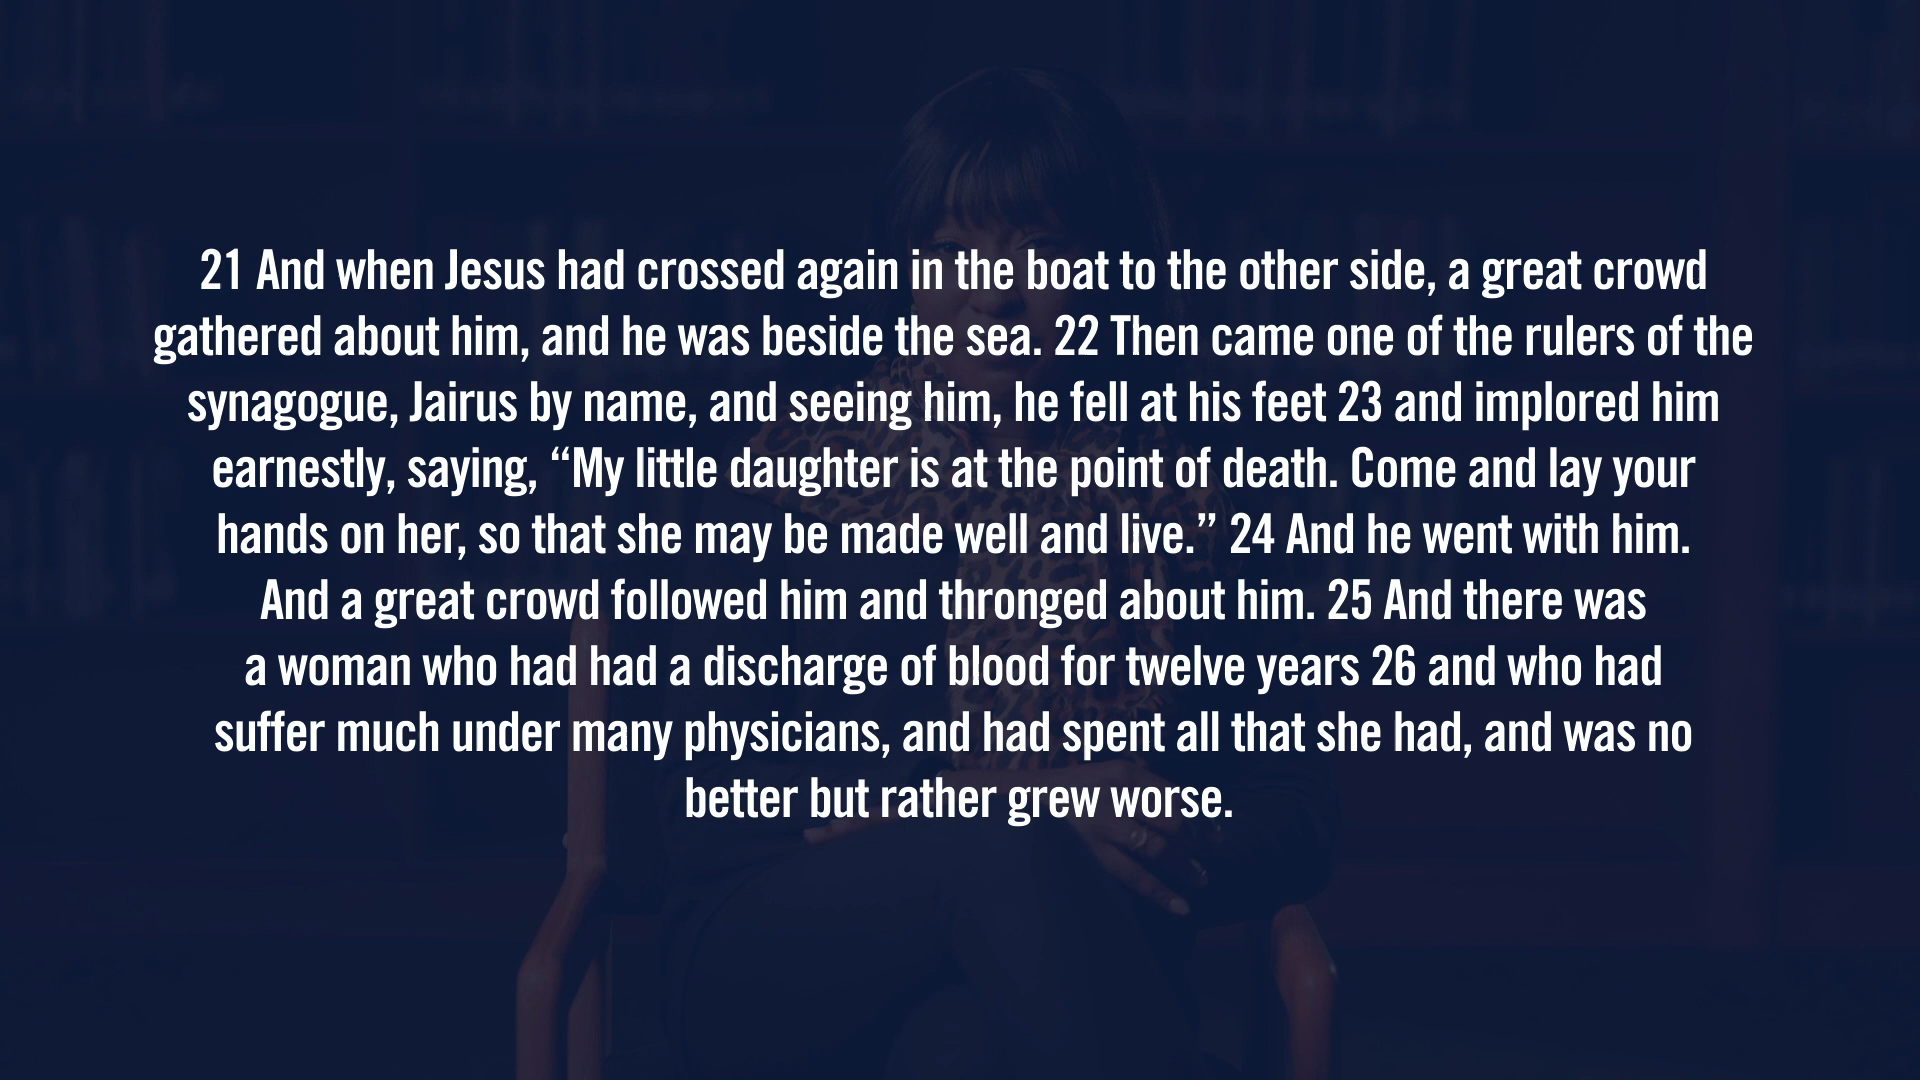 21 And when Jesus had crossed again in the boat to the other side, a great crowd
gathered about him, and he was beside the sea. 22 Then came one of the rulers of the
synagogue, Jairus by name, and seeing him, he fell at his feet 23 and implored him
earnestly, saying, “My little daughter is at the point of death. Come and lay your
hands on her, so that she may be made well and live.” 24 And he went with him.
And a great crowd followed him and thronged about him. 25 And there was
a woman who had had a discharge of blood for twelve years 26 and who had
suffer much under many physicians, and had spent all that she had, and was no
better but rather grew worse.